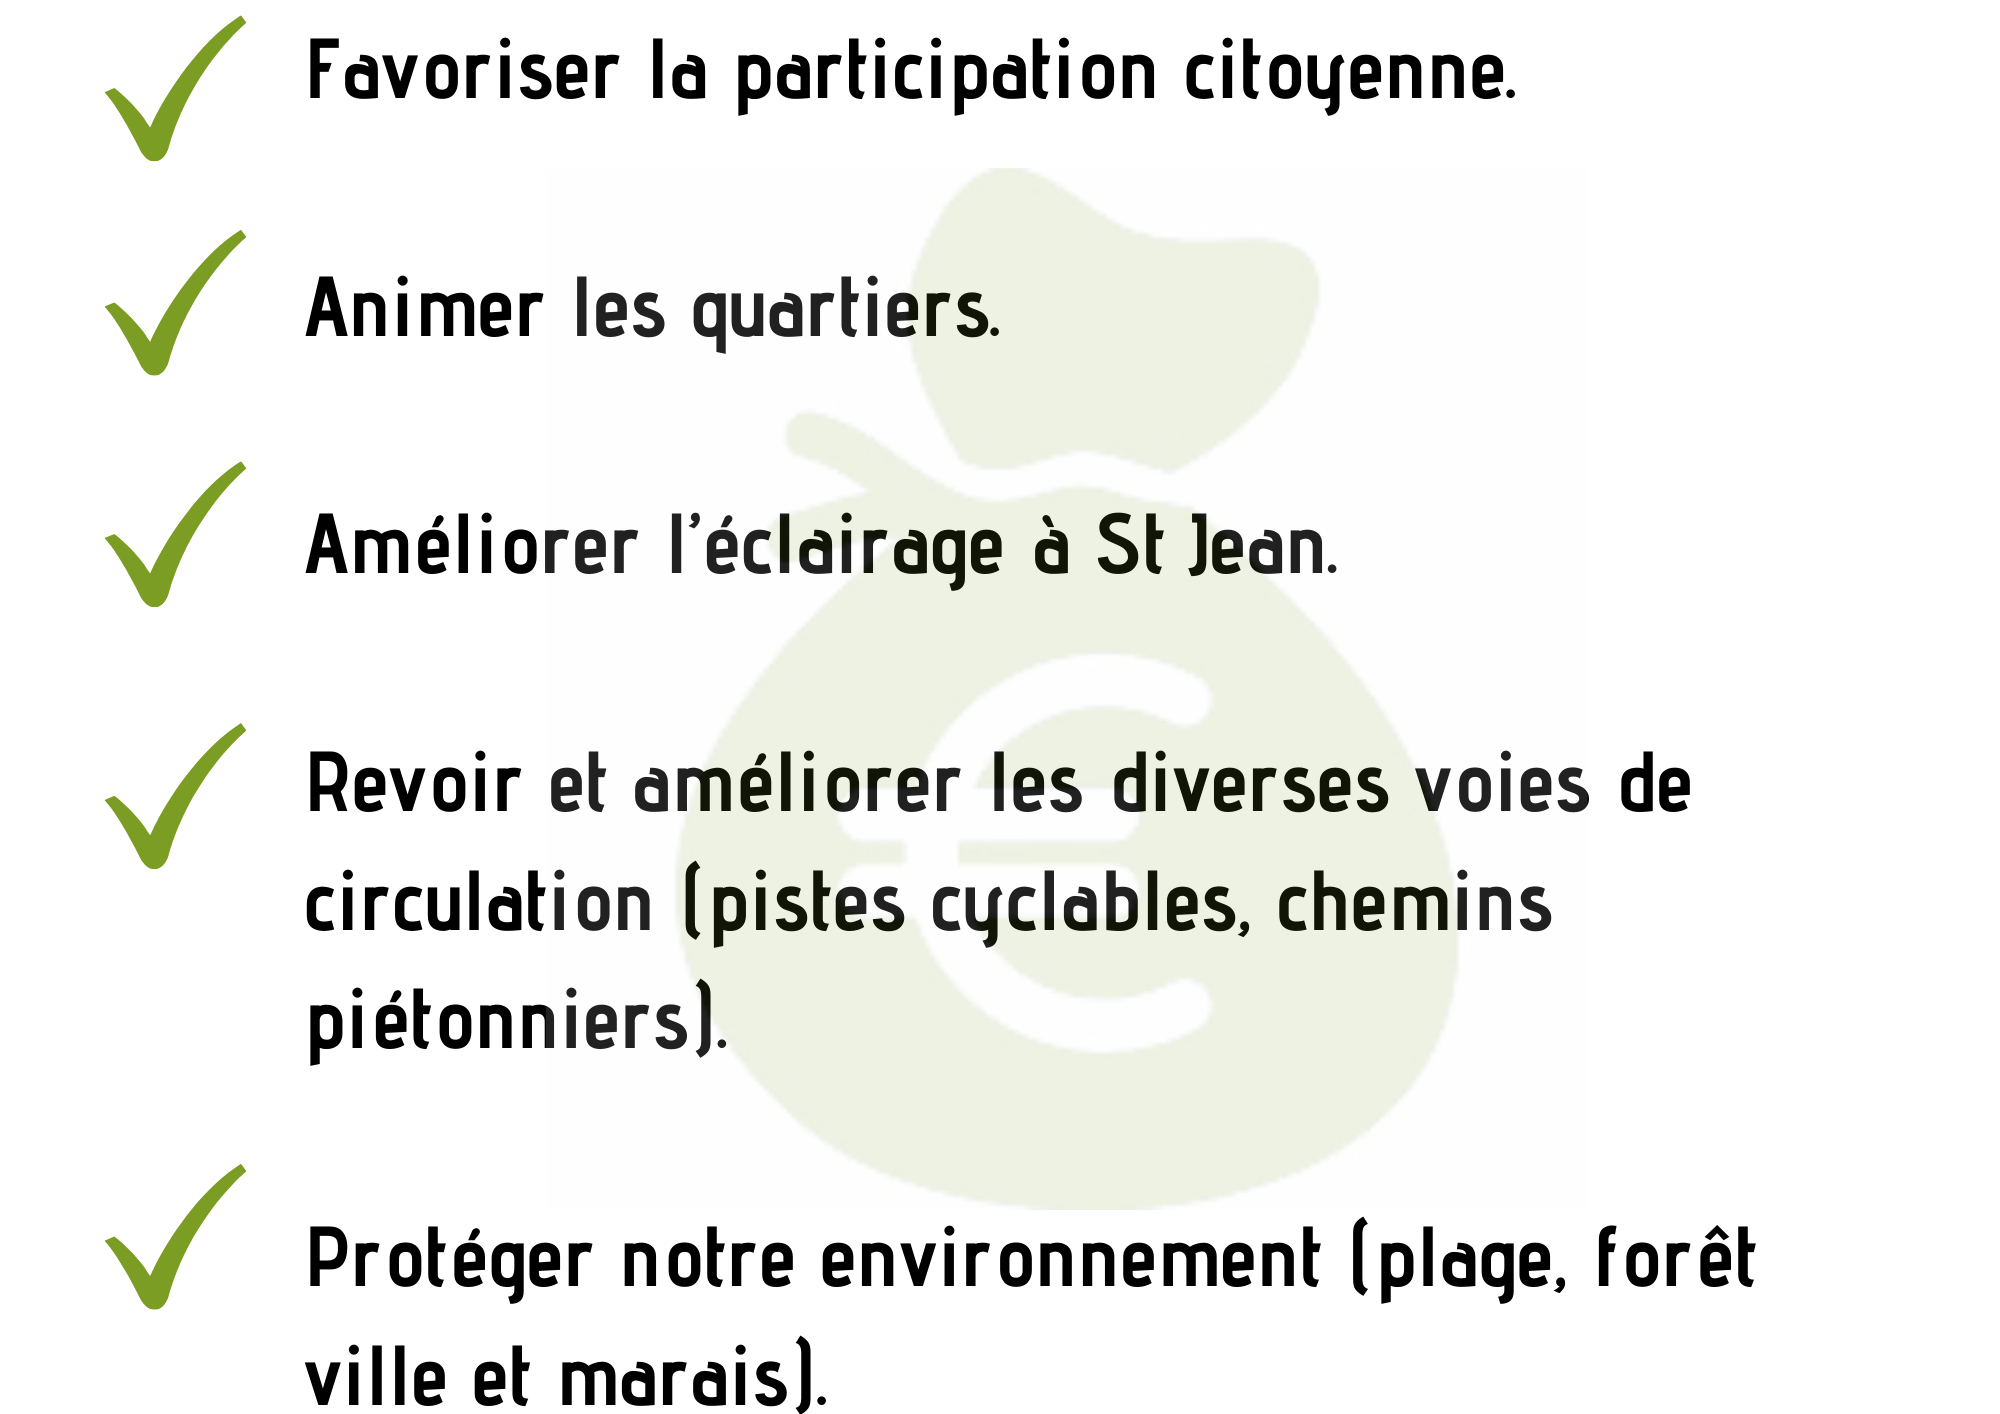 Favoriser la participation citoyenne.
Animer les quartiers.
Améliorer l'éclairage à St Jean.
Revoir et améliorer les diverses voies de
circulation (pistes cyclables, chemins
piétonniers).
Protéger notre environnement (plage, forêt
ville et marais).